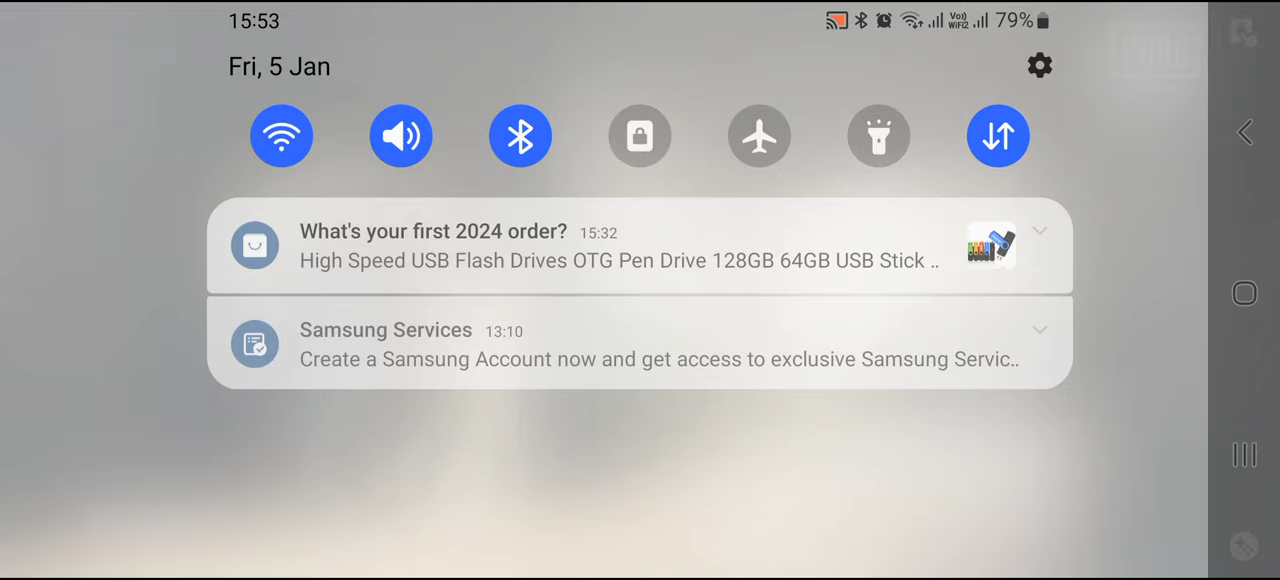 15:53
Vo)) WiFi2 79%
Fri, 5 Jan
What's your first 2024 order? 15:32
High Speed USB Flash Drives OTG Pen Drive 128GB 64GB USB Stick ..
Samsung Services 13:10
Create a Samsung Account now and get access to exclusive Samsung Servic..